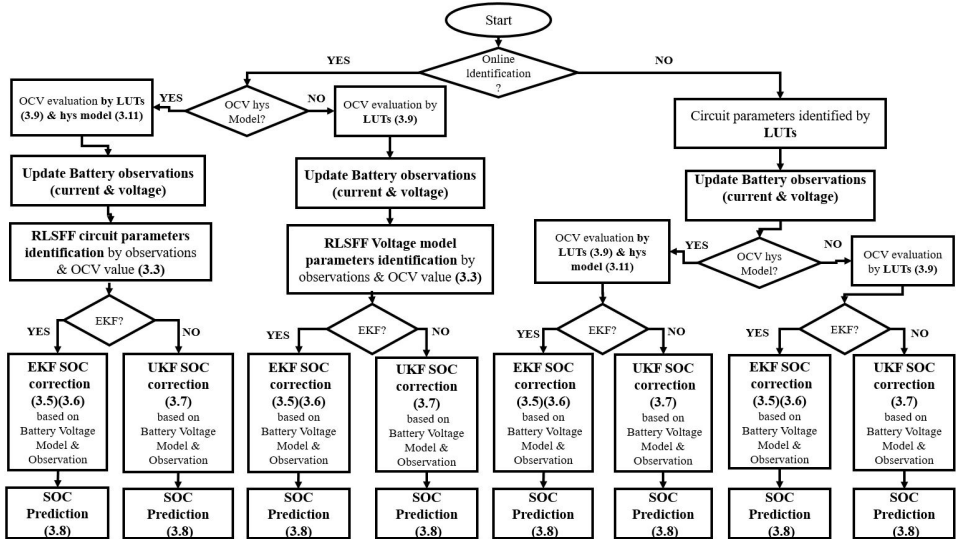 Start
Online
Identification
?
YES
NO
OCV hys
Model?
YES
NO
OCV evaluation by LUTs
(3.9) & hys model (3.11)
OCV evaluation by
LUTs (3.9)
Circuit parameters identified by
LUTs
Update Battery observations
(current & voltage)
Update Battery observations
(current & voltage)
Update Battery observations
(current & voltage)
RLSFF circuit parameters
identification by observations
& OCV value (3.3)
RLSFF Voltage model
parameters identification by
observations & OCV value (3.3)
OCV evaluation by
LUTs (3.9) & hys
model (3.11)
YES
OCV hys
Model?
NO
OCV evaluation
by LUTs (3.9)
EKF?
YES
NO
EKF?
YES
NO
EKF?
YES
NO
EKF?
YES
NO
EKF SOC
correction
(3.5)(3.6)
based on
Battery Voltage
Model &
Observation
UKF SOC
correction
(3.7)
based on
Battery Voltage
Model &
Observation
EKF SOC
correction
(3.5)(3.6)
based on
Battery Voltage
Model &
Observation
UKF SOC
correction
(3.7)
based on
Battery Voltage
Model &
Observation
EKF SOC
correction
(3.5)(3.6)
based on
Battery Voltage
Model &
Observation
UKF SOC
correction
(3.7)
based on
Battery Voltage
Model &
Observation
EKF SOC
correction
(3.5)(3.6)
based on
Battery Voltage
Model &
Observation
UKF SOC
correction
(3.7)
based on
Battery Voltage
Model &
Observation
SOC
Prediction
(3.8)
SOC
Prediction
(3.8)
SOC
Prediction
(3.8)
SOC
Prediction
(3.8)
SOC
Prediction
(3.8)
SOC
Prediction
(3.8)
SOC
Prediction
(3.8)
SOC
Prediction
(3.8)